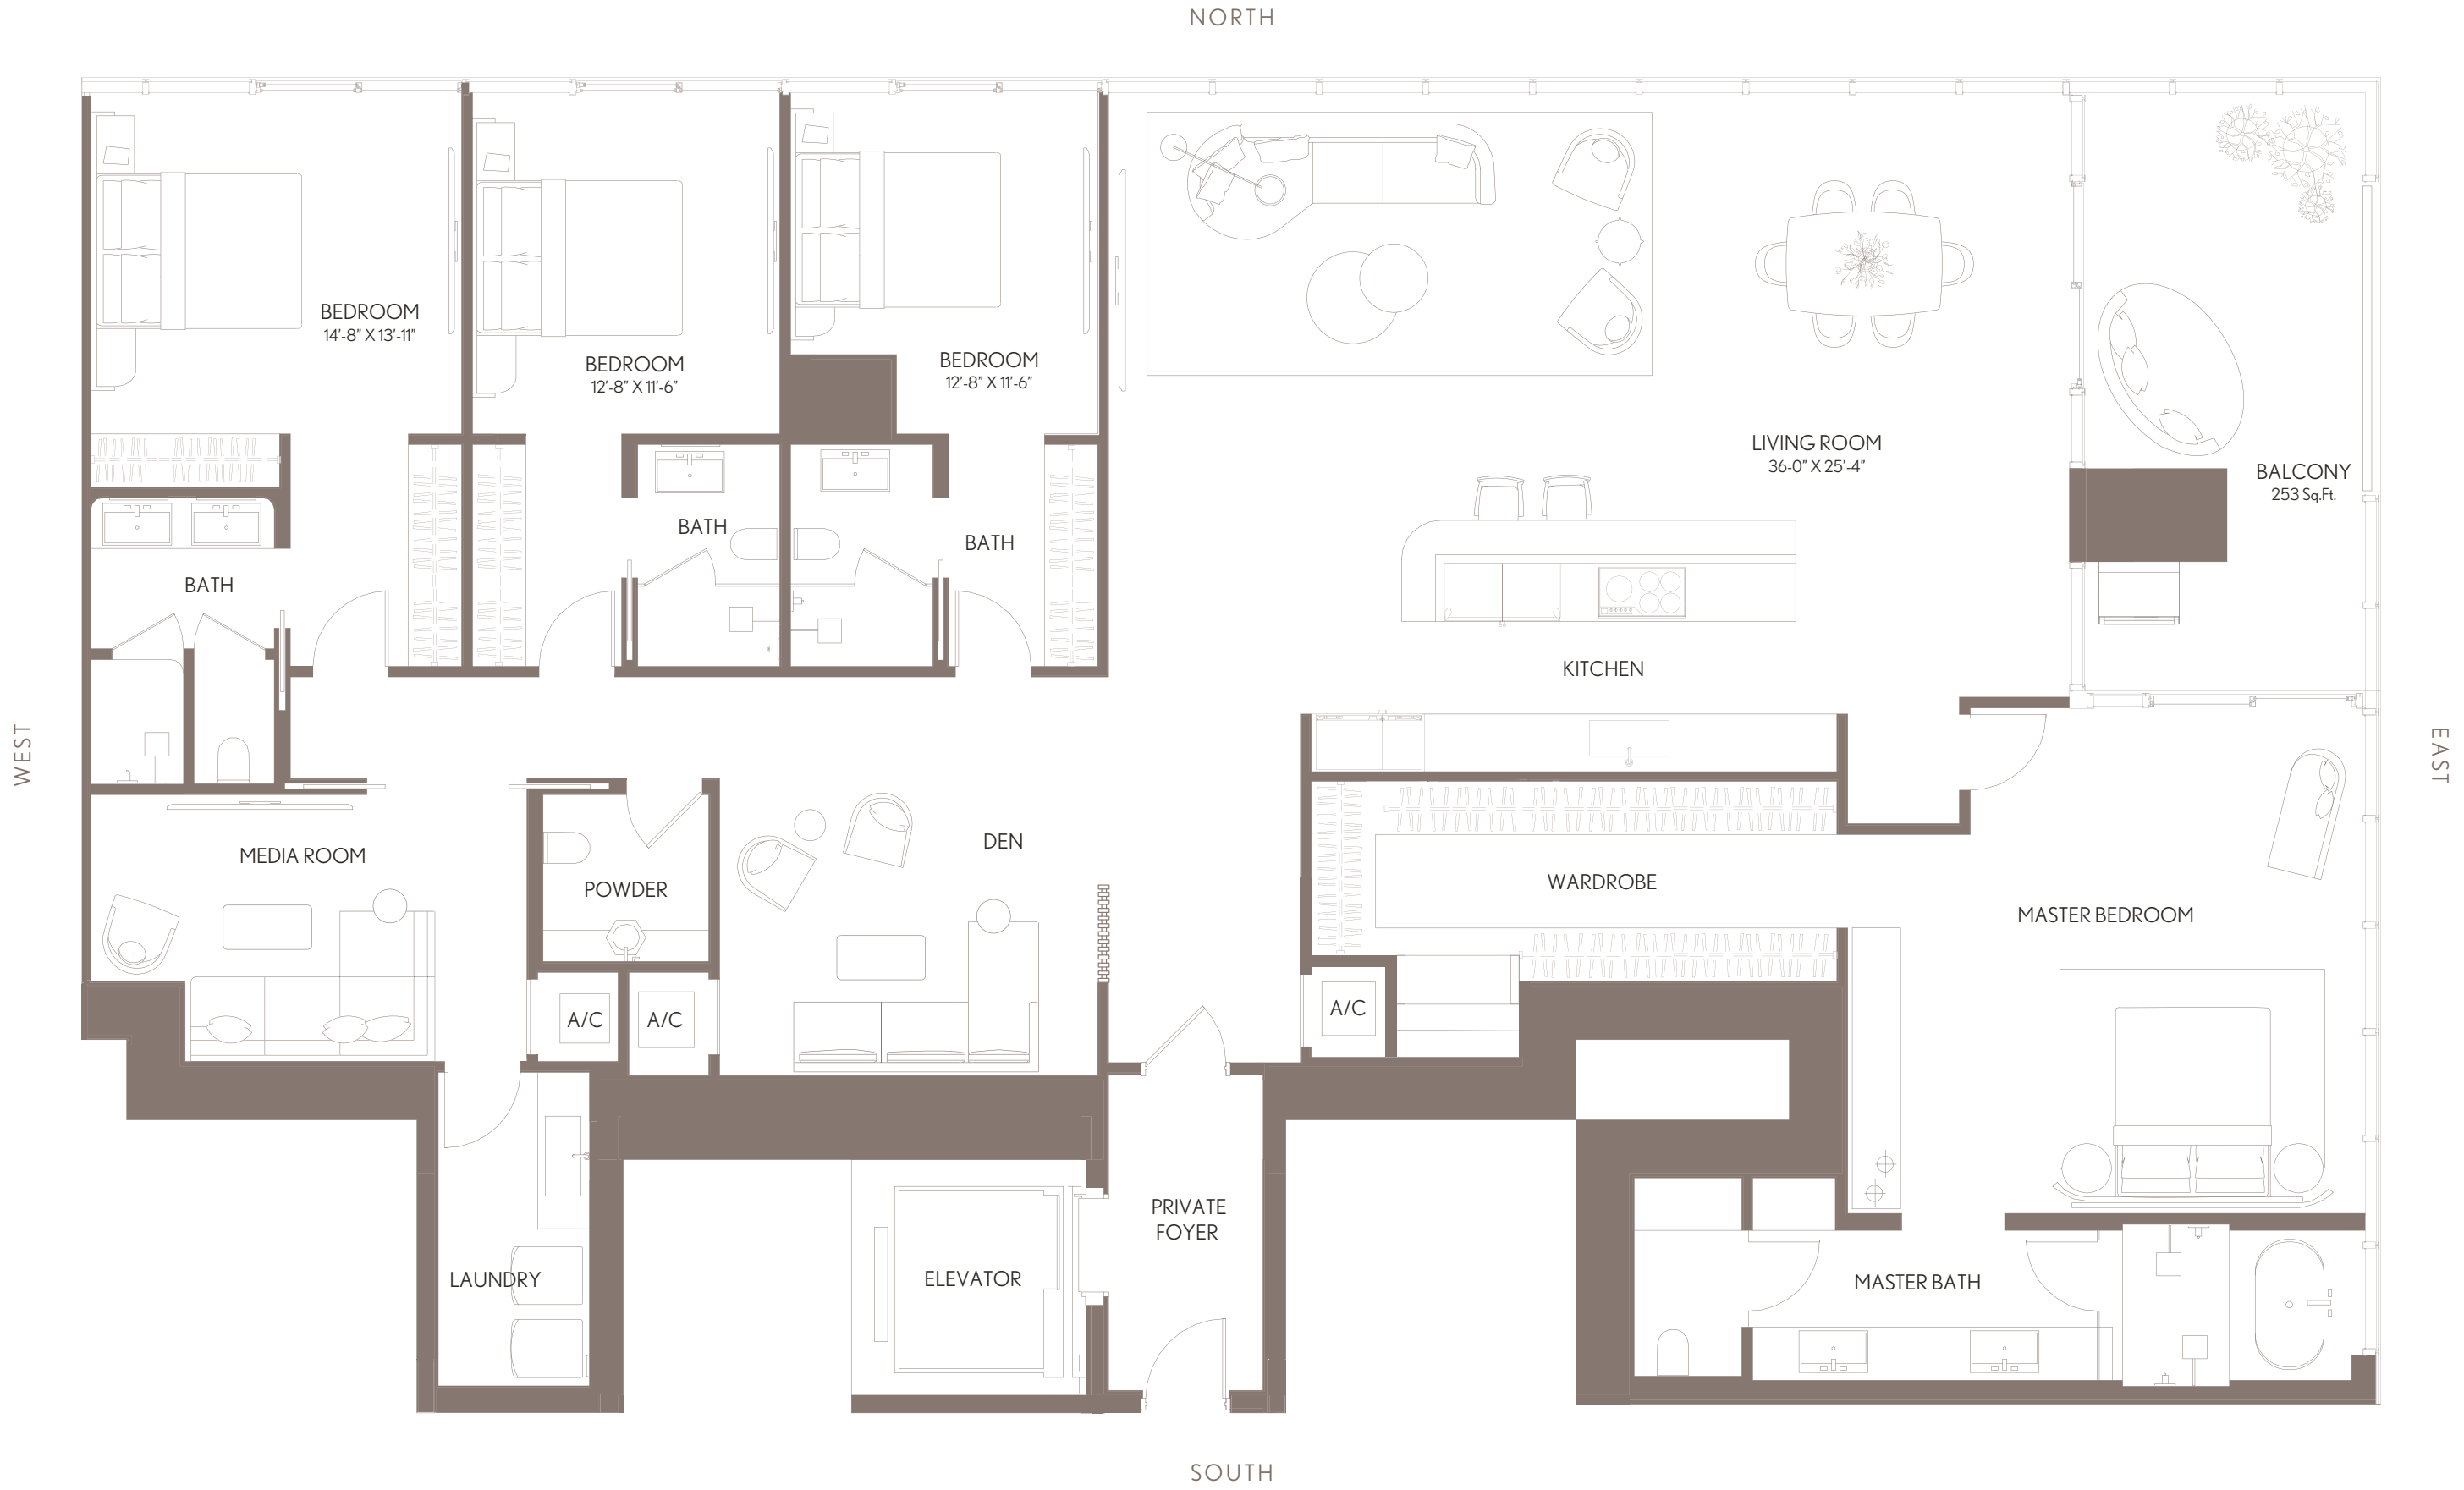 NORTH
BEDROOM
14'-8" X 13'-11"
BEDROOM
12'-8" X 11'-6"
BEDROOM
12'-8" X 11'-6"
LIVING ROOM
36-0" X 25'-4"
BALCONY
253 Sq.Ft.
BATH
BATH
BATH
KITCHEN
WEST
EAST
MEDIA ROOM
POWDER
DEN
WARDROBE
MASTER BEDROOM
A/C
A/C
A/C
PRIVATE
FOYER
LAUNDRY
ELEVATOR
MASTER BATH
SOUTH